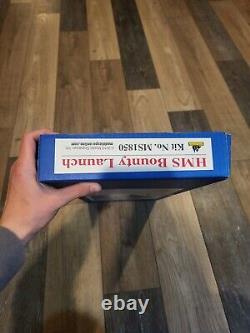 HMS Bounty Launch
Kit No. MS1850
modelexpo-online.com